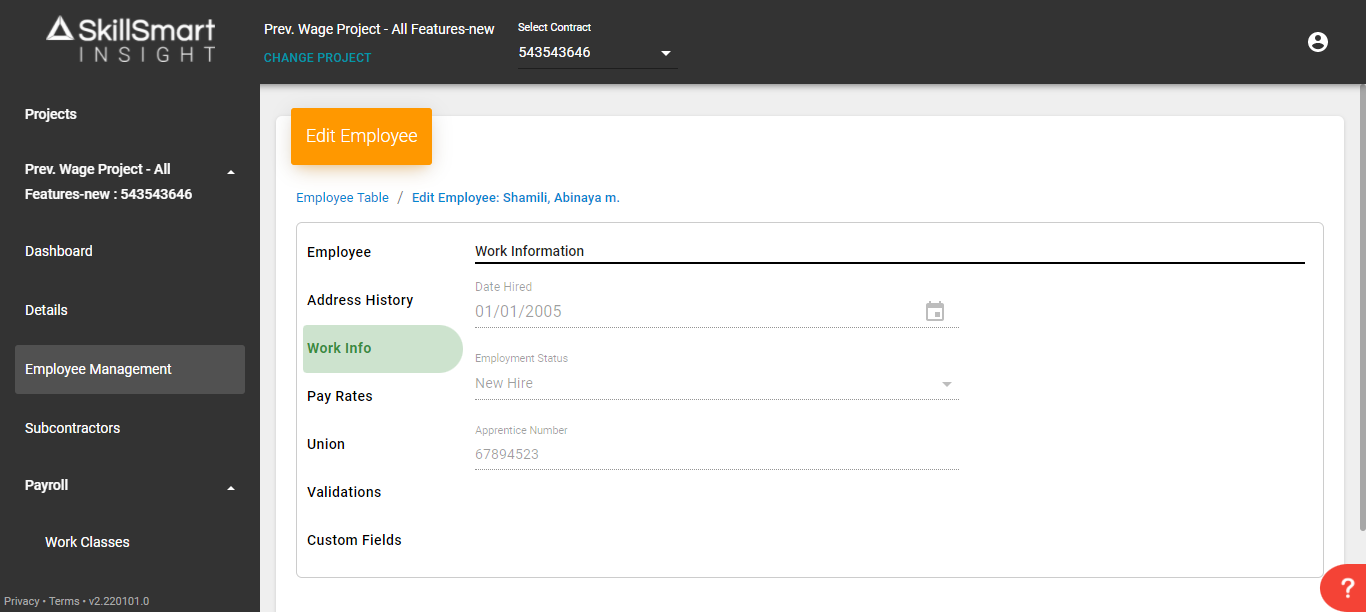 SkillSmart
INSIGHT
Prev. Wage Project - All Features-new
CHANGE PROJECT
Select Contract
543543646
Projects
Prev. Wage Project - All
Features-new : 543543646
Dashboard
Details
Employee Management
Subcontractors
Payroll
Work Classes
Privacy • Terms • v2.220101.0
Edit Employee
Employee Table / Edit Employee: Shamili, Abinaya m.
Employee
Address History
Work Info
Pay Rates
Union
Validations
Custom Fields
Work Information
Date Hired
01/01/2005
Employment Status
New Hire
Apprentice Number
67894523
?